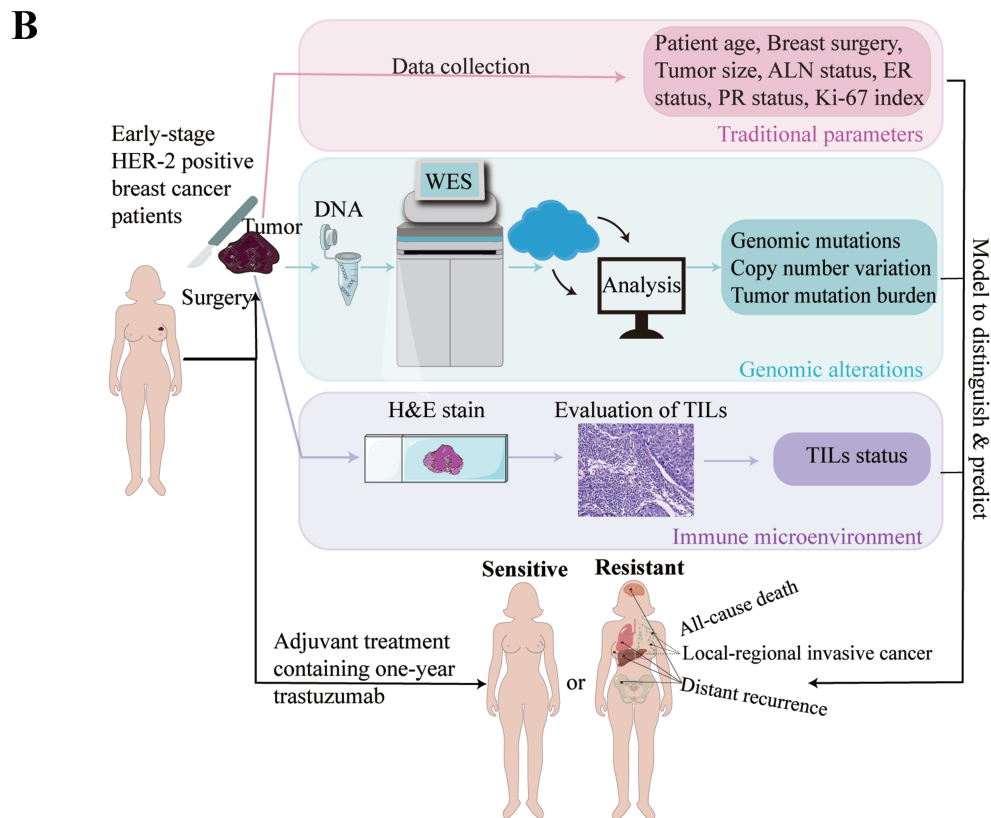 B
Data collection
Patient age, Breast surgery,
Tumor size, ALN status, ER
status, PR status, Ki-67 index
Traditional parameters
Early-stage
HER-2 positive
breast cancer
patients
Tumor
Surgery
DNA
WES
Analysis
Genomic mutations
Copy number variation
Tumor mutation burden
Genomic alterations
H&E stain
Evaluation of TILs
TILs status
Immune microenvironment
Model to distinguish & predict
Adjuvant treatment
containing one-year
trastuzumab
Sensitive
or
Resistant
All-cause death
Local-regional invasive cancer
Distant recurrence